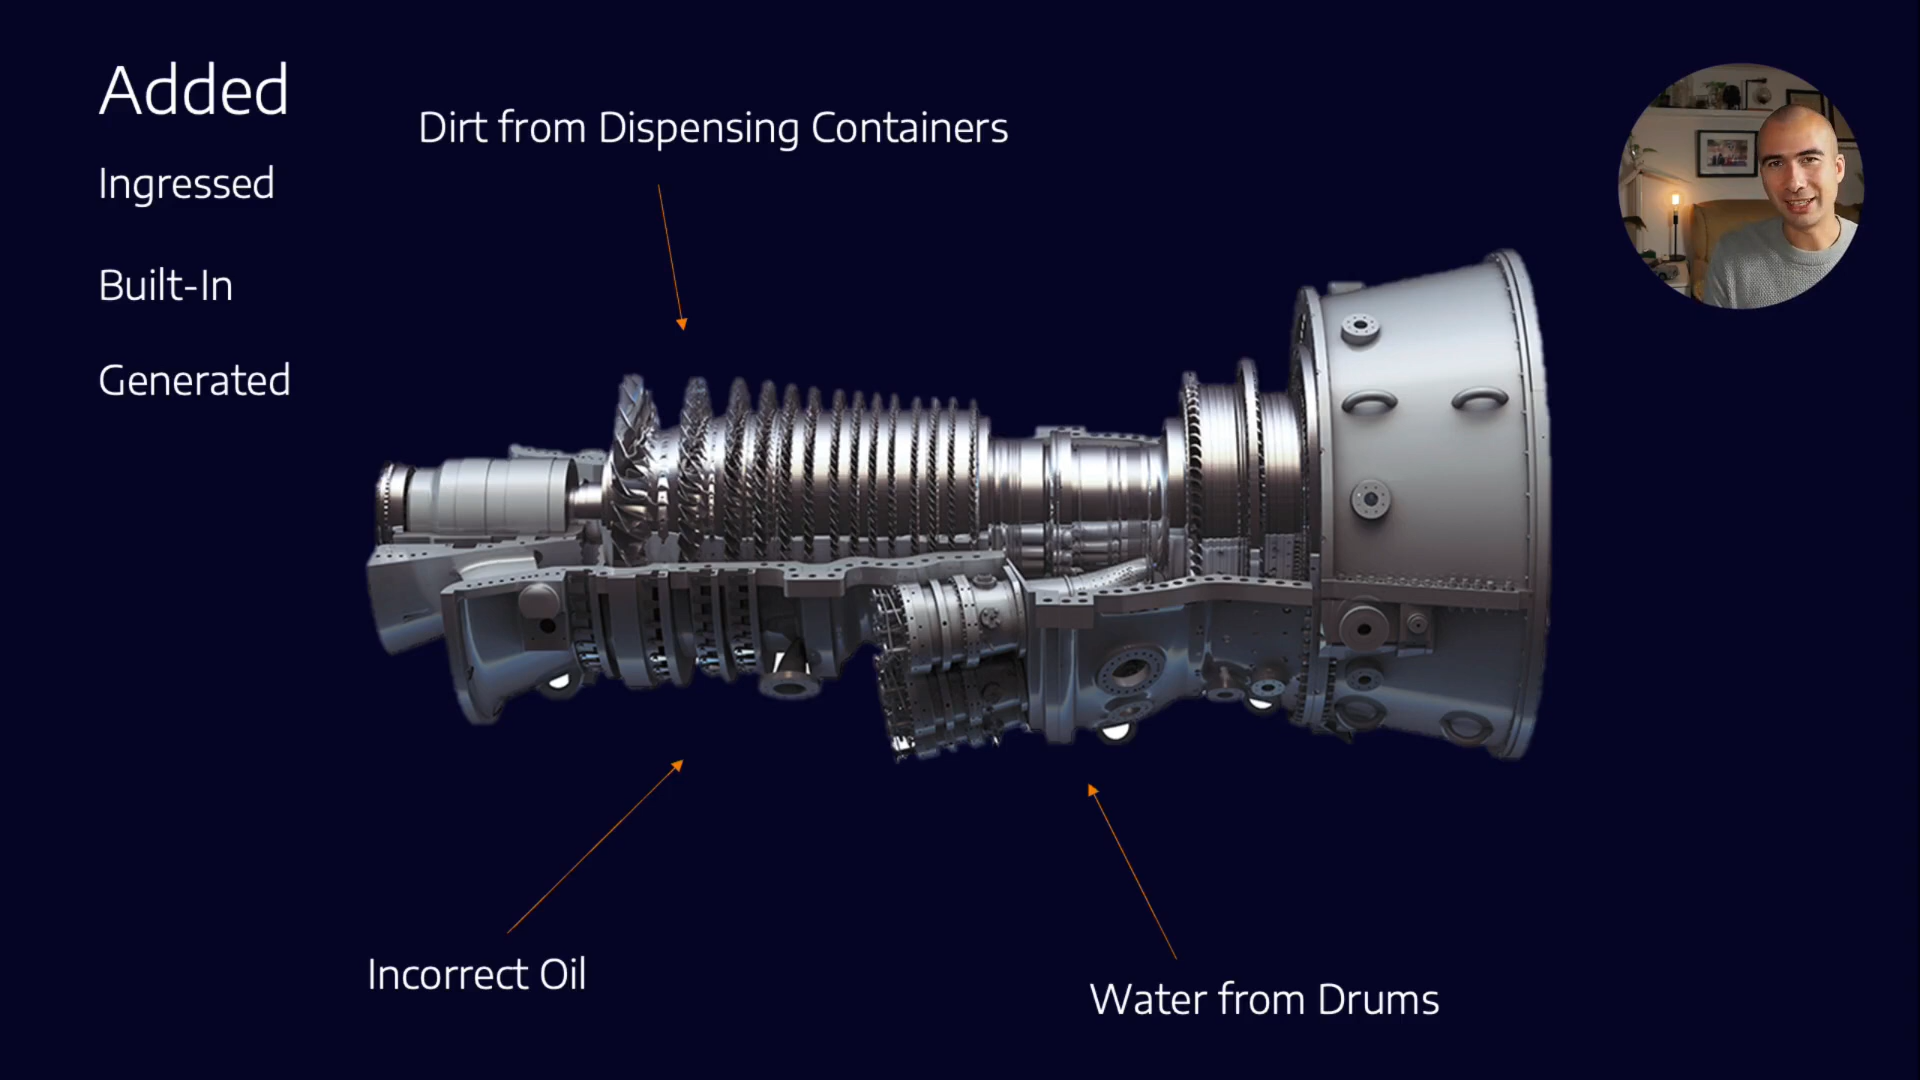 Added
Ingressed
Built-In
Generated
Dirt from Dispensing Containers
Incorrect Oil
Water from Drums